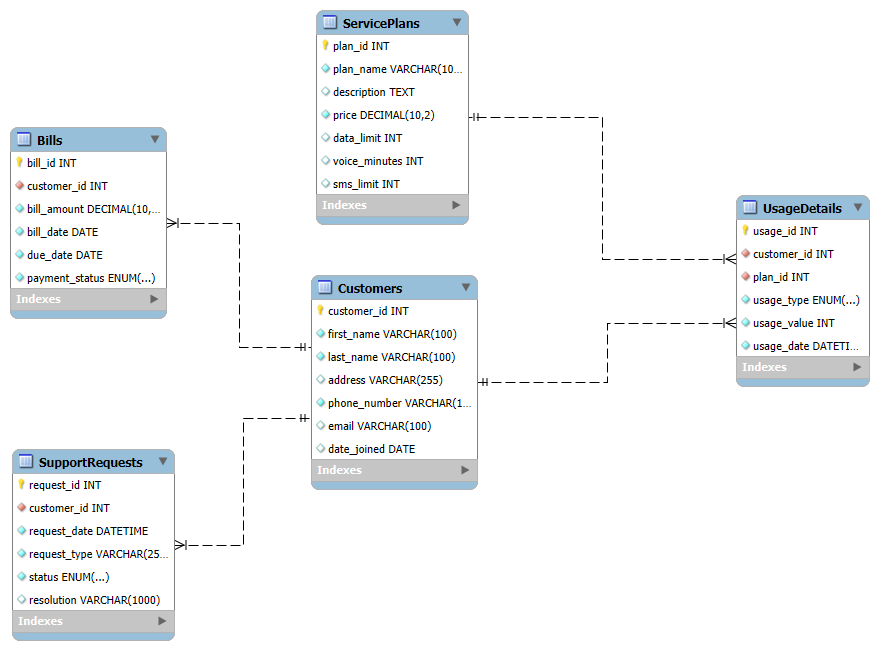 ServicePlans
plan_id INT
plan_name VARCHAR(10...
description TEXT
price DECIMAL(10,2)
data_limit INT
voice_minutes INT
sms_limit INT
Indexes
Bills
bill_id INT
customer_id INT
bill_amount DECIMAL(10,...
bill_date DATE
due_date DATE
payment_status ENUM(...)
Indexes
Customers
customer_id INT
first_name VARCHAR(100)
last_name VARCHAR(100)
address VARCHAR(255)
phone_number VARCHAR(1...
email VARCHAR(100)
date_joined DATE
Indexes
UsageDetails
usage_id INT
customer_id INT
plan_id INT
usage_type ENUM(...)
usage_value INT
usage_date DATETI...
Indexes
SupportRequests
request_id INT
customer_id INT
request_date DATETIME
request_type VARCHAR(25...
status ENUM(...)
resolution VARCHAR(1000)
Indexes